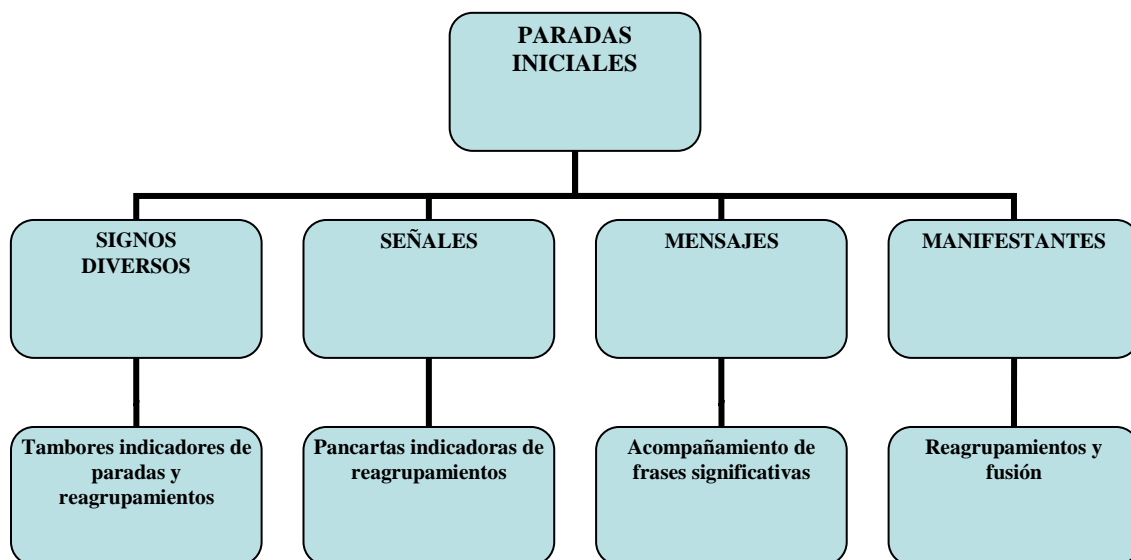 PARADAS
INICIALES
SIGNOS
DIVERSOS
SEÑALES
MENSAJES
MANIFESTANTES
Tambores indicadores de
paradas y
reagrupamientos
Pancartas indicadoras de
reagrupamientos
Acompañamiento de
frases significativas
Reagrupamientos y
fusión